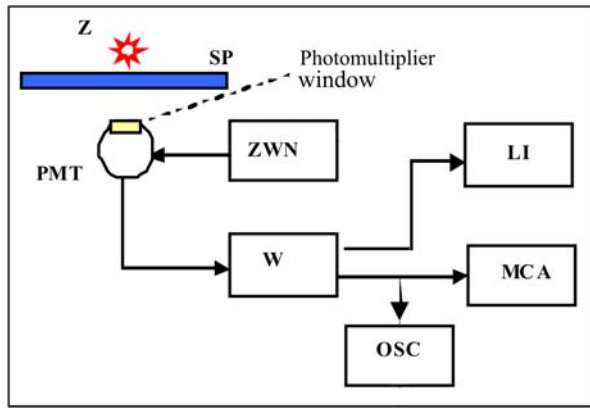 Z
SP
Photomultiplier
window
PMT
ZWN
LI
W
MCA
OSC